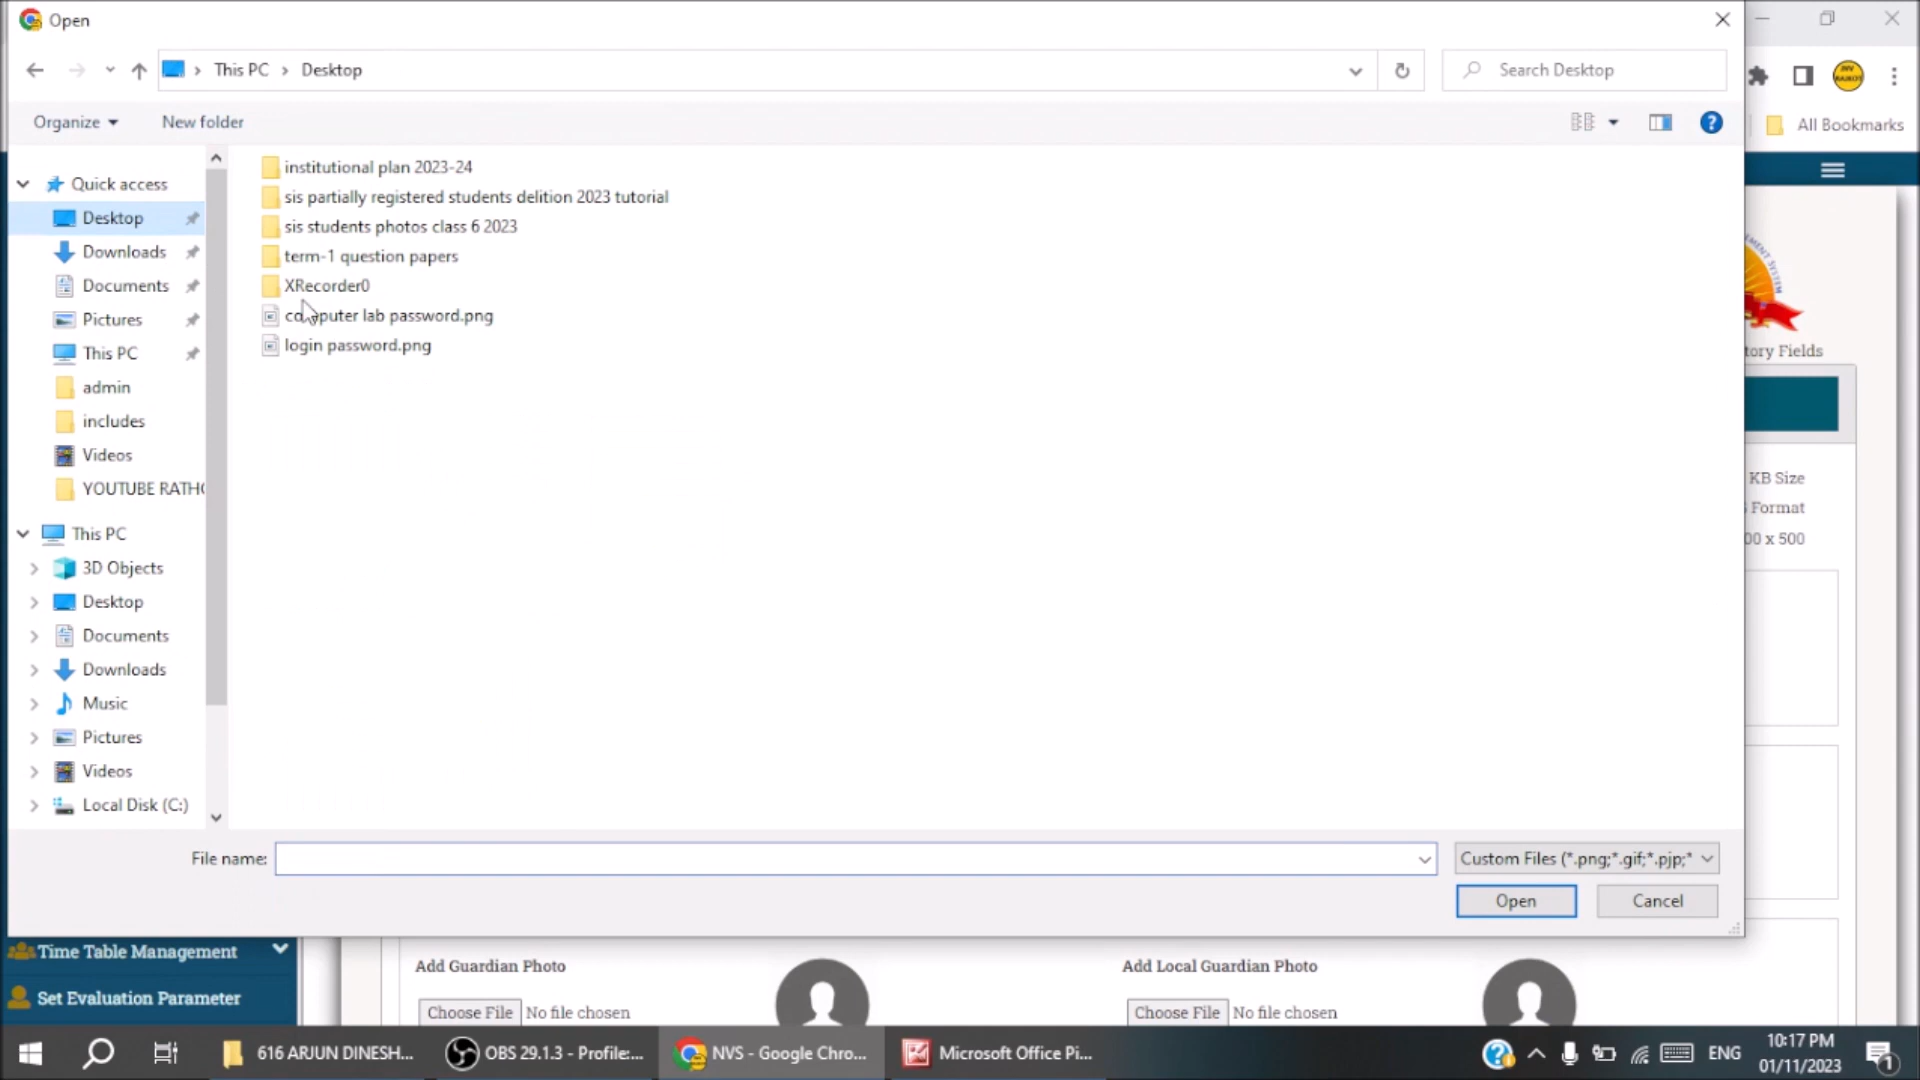 Open
This PC > Desktop
Search Desktop
Organize
New folder
All Bookmarks
Quick access
Desktop
Downloads
Documents
Pictures
This PC
admin
includes
Videos
YOUTUBE RATH
This PC
3D Objects
Desktop
Documents
Downloads
Music
Pictures
Videos
Local Disk (C:)
institutional plan 2023-24
sis partially registered students delition 2023 tutorial
sis students photos class 6 2023
term-1 question papers
XRecorder0
computer lab password.png
login password.png
tory Fields
KB Size
Format
00 x 500
File name:
Custom Files (*.png;*.gif;*.pjp;*
Open
Cancel
Time Table Management
Set Evaluation Parameter
Add Guardian Photo
Choose File No file chosen
Add Local Guardian Photo
Choose File No file chosen
616 ARJUN DINESH...
OBS 29.1.3 - Profile:...
NVS - Google Chro...
Microsoft Office Pi...
ENG
10:17 PM
01/11/2023
1